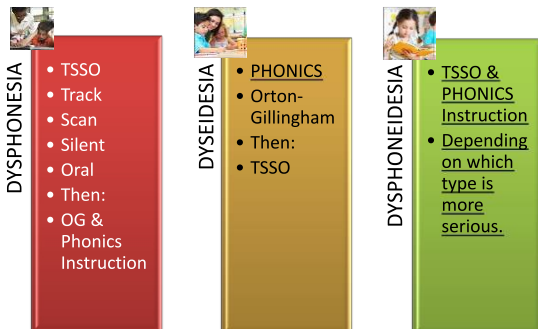 DYSPHONESIA
• TSSO
• Track
• Scan
• Silent
• Oral
• Then:
• OG &
Phonics
Instruction
DYSEIDESIA
• PHONICS
• Orton-
Gillingham
• Then:
• TSSO
DYSPHONEIDESIA
• TSSO &
PHONICS
Instruction
• Depending
on which
type is
more
serious.